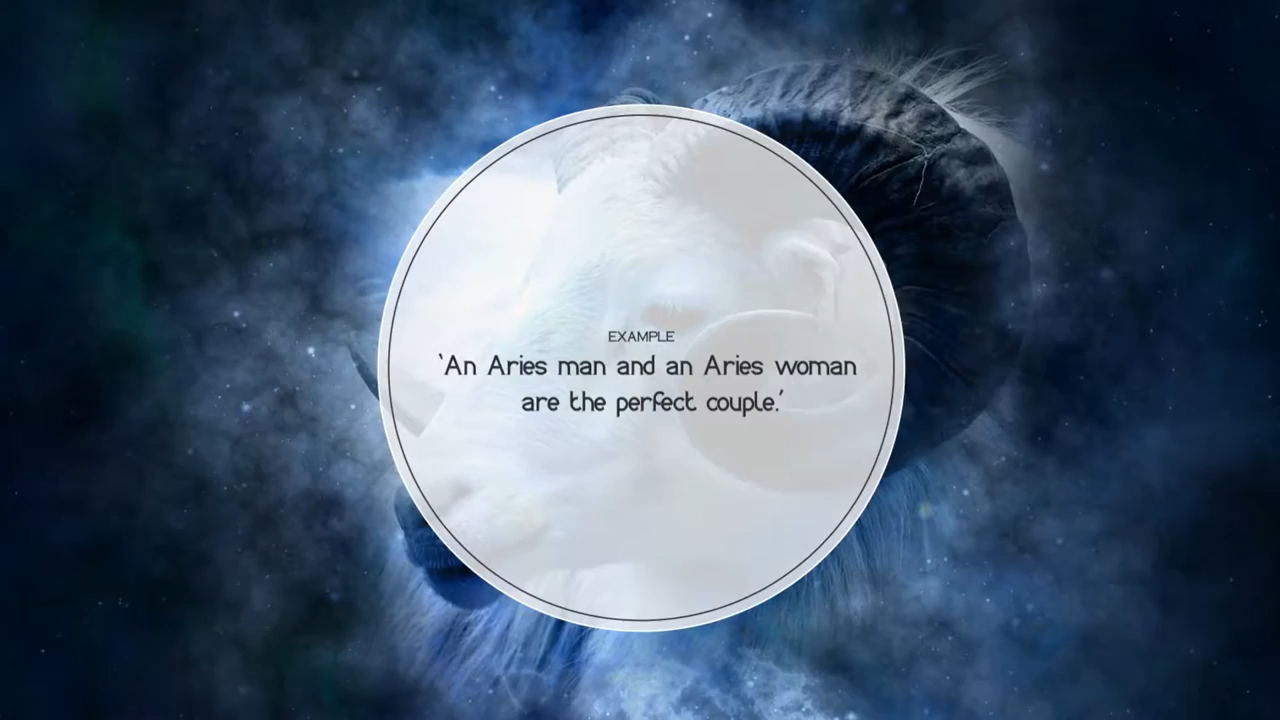 EXAMPLE
‘An Aries man and an Aries woman
are the perfect couple.’